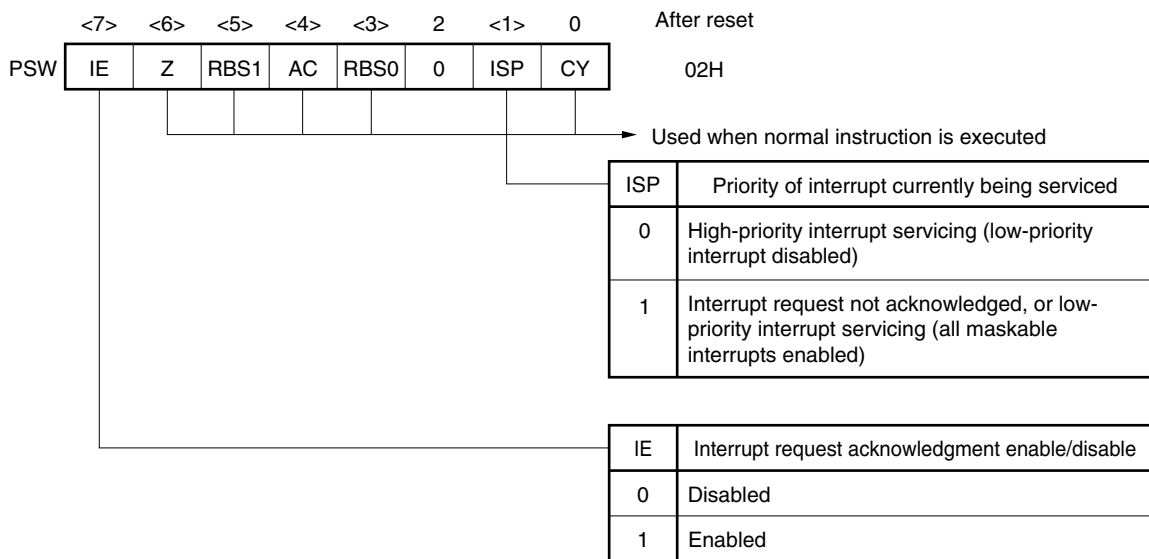 <7> <6> <5> <4> <3> 2 <1> 0 After reset
PSW IE Z RBS1 AC RBS0 0 ISP CY 02H
Used when normal instruction is executed
ISP Priority of interrupt currently being serviced
0 High-priority interrupt servicing (low-priority
interrupt disabled)
1 Interrupt request not acknowledged, or low-
priority interrupt servicing (all maskable
interrupts enabled)
IE Interrupt request acknowledgment enable/disable
0 Disabled
1 Enabled